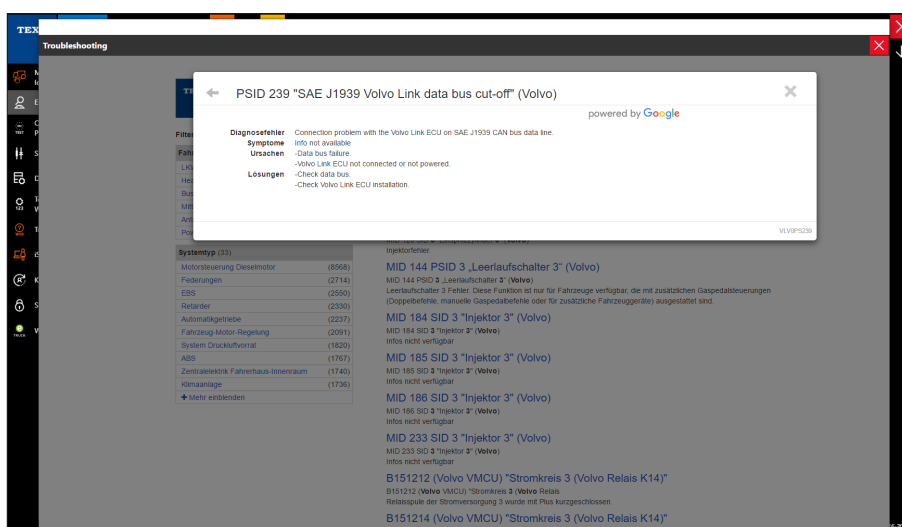 TEX
Troubleshooting
PSID 239 "SAE J1939 Volvo Link data bus cut-off" (Volvo)
powered by Google
Diagnosefehler Connection problem with the Volvo Link ECU on SAE J1939 CAN bus data line.
Symptome Info not available
Ursachen -Data bus failure.
-Volvo Link ECU not connected or not powered.
Lösungen -Check data bus.
-Check Volvo Link ECU installation.
VLV0PS239
Filter
Injektorfehler.
Systemtyp (33)
Motorsteuerung Dieselmotor (8568)
Federungen (2714)
EBS (2550)
Retarder (2330)
Automatikgetriebe (2237)
Fahrzeug-Motor-Regelung (2091)
System Druckluftvorrat (1820)
ABS (1767)
Zentralelektrik Fahrerhaus-Innenraum (1740)
Klimaanlage (1736)
+ Mehr einblenden
MID 144 PSID 3 „Leerlaufschalter 3“ (Volvo)
MID 144 PSID 3 „Leerlaufschalter 3“ (Volvo)
Leerlaufschalter 3 Fehler. Diese Funktion ist nur für Fahrzeuge verfügbar, die mit zusätzlichen Gaspedalsteuerungen
(Doppelbefehle, manuelle Gaspedalbefehle oder für zusätzliche Fahrzeuggeräte) ausgestattet sind.
MID 184 SID 3 "Injektor 3" (Volvo)
MID 184 SID 3 "Injektor 3" (Volvo)
Infos nicht verfügbar
MID 185 SID 3 "Injektor 3" (Volvo)
MID 185 SID 3 "Injektor 3" (Volvo)
Infos nicht verfügbar
MID 186 SID 3 "Injektor 3" (Volvo)
MID 186 SID 3 "Injektor 3" (Volvo)
Infos nicht verfügbar
MID 233 SID 3 "Injektor 3" (Volvo)
MID 233 SID 3 "Injektor 3" (Volvo)
Infos nicht verfügbar
B151212 (Volvo VMCU) "Stromkreis 3 (Volvo Relais K14)"
B151212 (Volvo VMCU) "Stromkreis 3 (Volvo Relais
Relaisspule der Stromversorgung 3 wurde mit Plus kurzgeschlossen.
B151214 (Volvo VMCU) "Stromkreis 3 (Volvo Relais K14)"